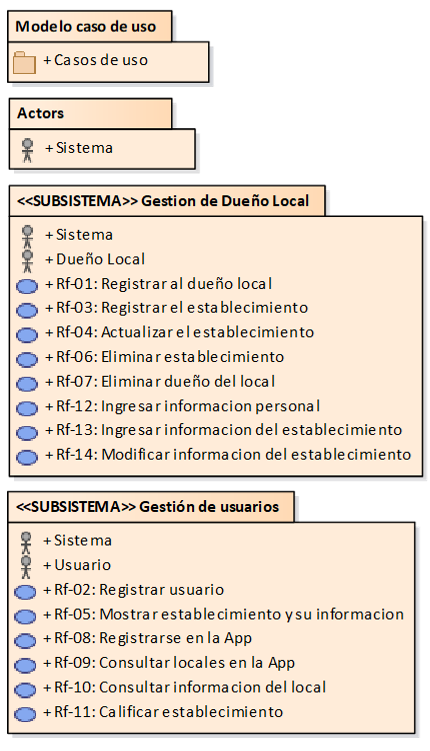 Modelo caso de uso
+ Casos de uso
Actors
+ Sistema
<<SUBSISTEMA>> Gestion de Dueño Local
+ Sistema
+ Dueño Local
+ Rf-01: Registrar al dueño local
+ Rf-03: Registrar el establecimiento
+ Rf-04: Actualizar el establecimiento
+ Rf-06: Eliminar establecimiento
+ Rf-07: Eliminar dueño del local
+ Rf-12: Ingresar informacion personal
+ Rf-13: Ingresar informacion del establecimiento
+ Rf-14: Modificar informacion del establecimiento
<<SUBSISTEMA>> Gestión de usuarios
+ Sistema
+ Usuario
+ Rf-02: Registrar usuario
+ Rf-05: Mostrar establecimiento y su informacion
+ Rf-08: Registrarse en la App
+ Rf-09: Consultar locales en la App
+ Rf-10: Consultar informacion del local
+ Rf-11: Calificar establecimiento